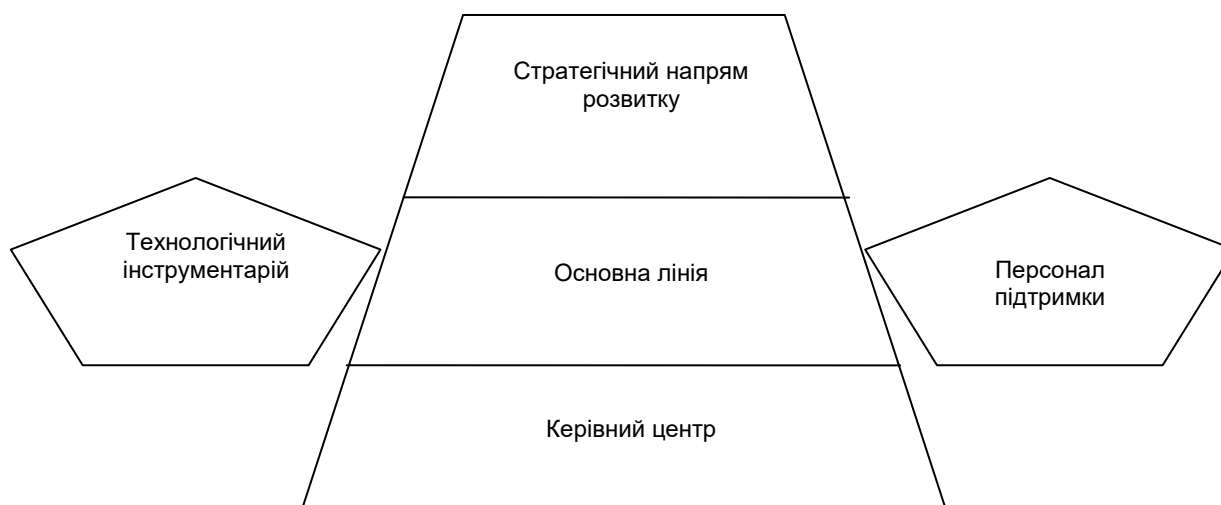 Стратегічний напрям
розвитку
Технологічний
інструментарій
Основна лінія
Персонал
підтримки
Керівний центр